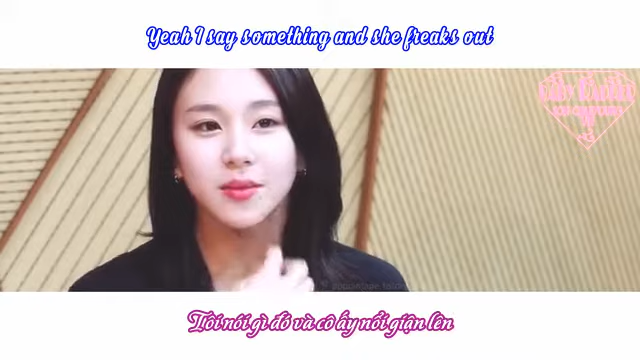 Yeah I say something and she freaks out
Tôi nói gì đó và cô ấy nổi giận lên